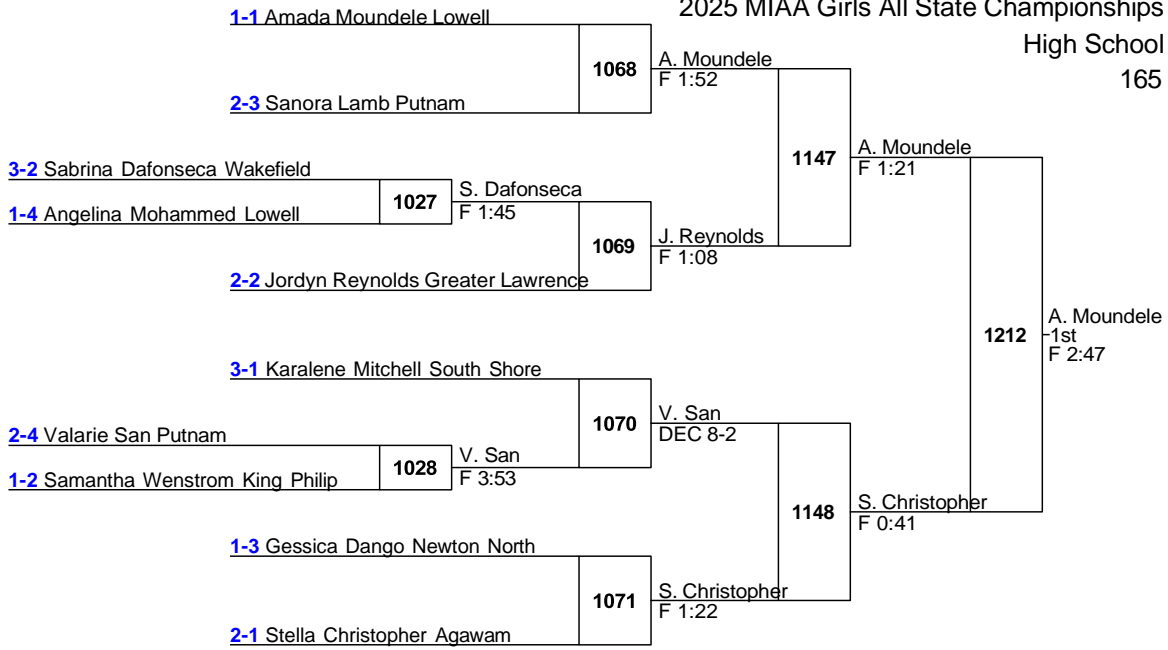 2025 MIAA Girls All State Championships
High School
165
1-1 Amada Moundele Lowell
1068
A. Moundele
F 1:52
2-3 Sanora Lamb Putnam
1147
A. Moundele
F 1:21
3-2 Sabrina Dafonseca Wakefield
1027
S. Dafonseca
F 1:45
1-4 Angelina Mohammed Lowell
1069
J. Reynolds
F 1:08
2-2 Jordyn Reynolds Greater Lawrence
1212
A. Moundele
1st
F 2:47
3-1 Karalene Mitchell South Shore
1070
V. San
DEC 8-2
2-4 Valarie San Putnam
1028
V. San
F 3:53
1-2 Samantha Wenstrom King Philip
1148
S. Christopher
F 0:41
1-3 Gessica Dango Newton North
1071
S. Christopher
F 1:22
2-1 Stella Christopher Agawam